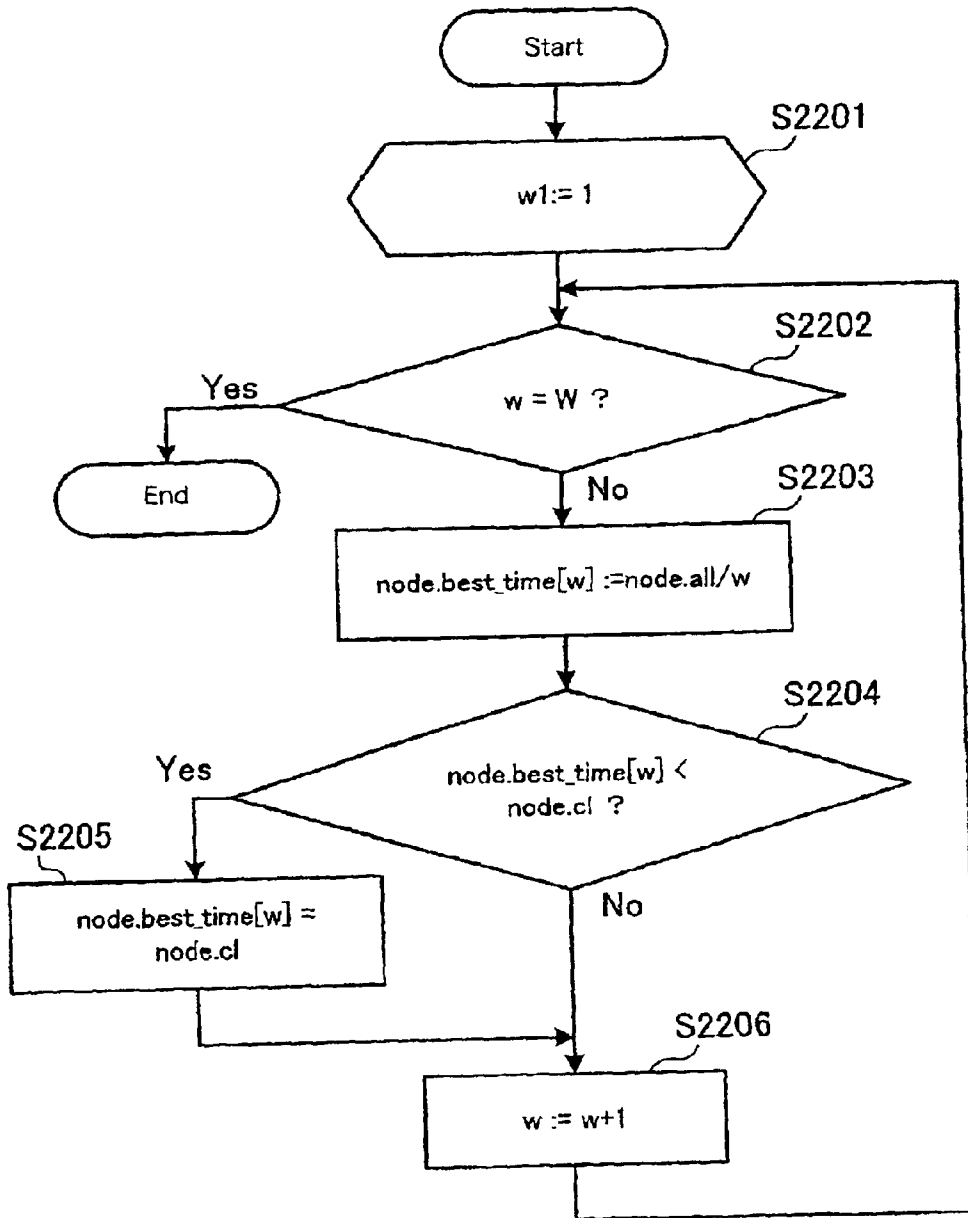 Start
S2201
w1:= 1
S2202
Yes
w = W ?
End
No
S2203
node.best_time[w] :=node.all/w
S2204
Yes
node.best_time[w] <
node.cl ?
S2205
No
node.best_time[w] =
node.cl
S2206
w := w+1